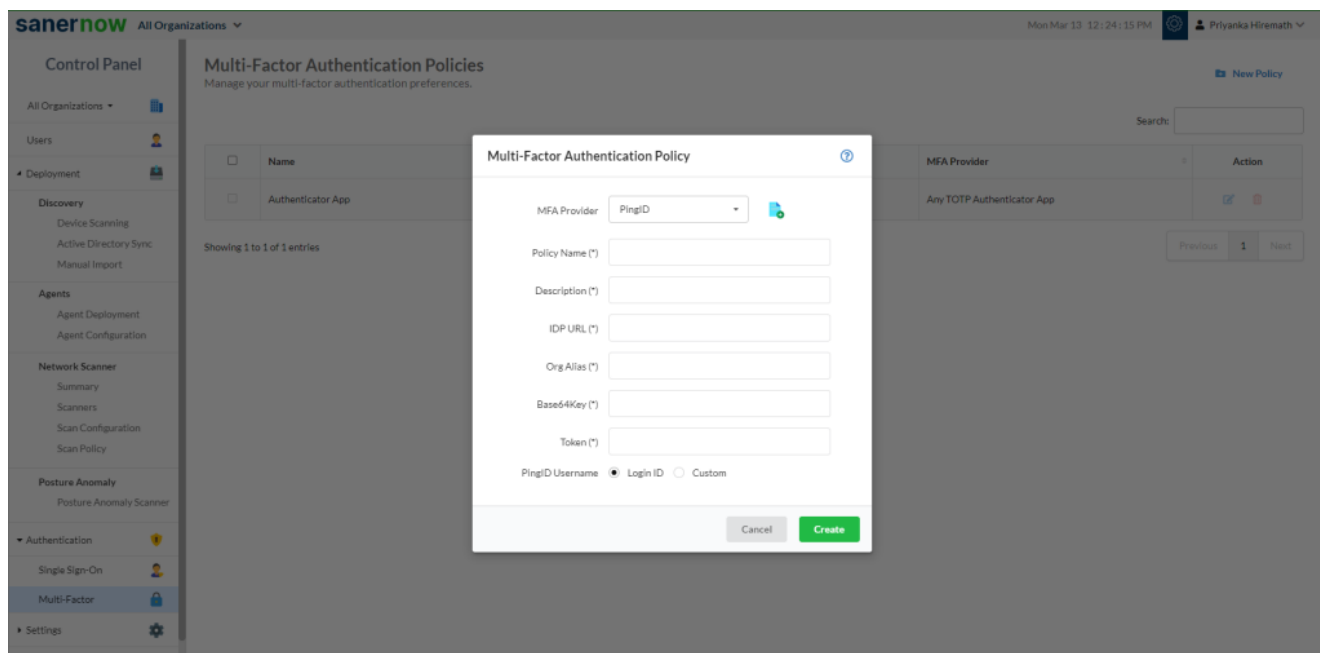 sanernow All Organizations
Mon Mar 13 12:24:15 PM Priyanka Hiremath
Control Panel
All Organizations
Users
Deployment
Discovery
Device Scanning
Active Directory Sync
Manual Import
Agents
Agent Deployment
Agent Configuration
Network Scanner
Summary
Scanners
Scan Configuration
Scan Policy
Posture Anomaly
Posture Anomaly Scanner
Authentication
Single Sign-On
Multi-Factor
Settings
Multi-Factor Authentication Policies
Manage your multi-factor authentication preferences.
New Policy
Search:
Name MFA Provider Action
Authenticator App Any TOTP Authenticator App
Showing 1 to 1 of 1 entries
Previous 1 Next
Multi-Factor Authentication Policy
MFA Provider PingID
Policy Name (*)
Description (*)
IDP URL (*)
Org Alias (*)
Base64Key (*)
Token (*)
PingID Username Login ID Custom
Cancel Create